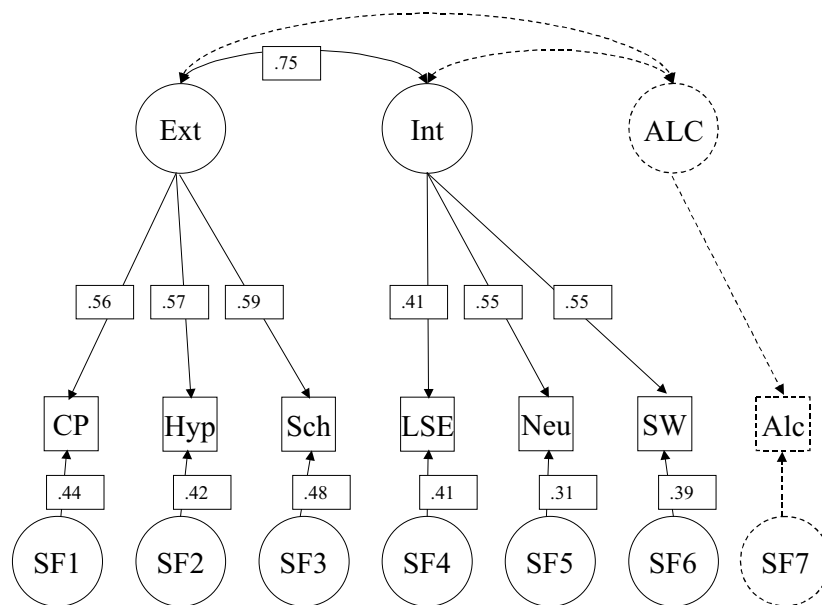 .75
Ext
Int
ALC
.56
.57
.59
.41
.55
.55
CP
Hyp
Sch
LSE
Neu
SW
Alc
.44
.42
.48
.41
.31
.39
SF1
SF2
SF3
SF4
SF5
SF6
SF7